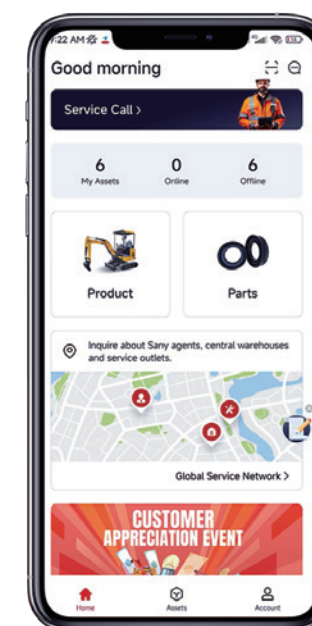 7:22 AM
Good morning
Service Call >
6 0 6
My Assets Online Offline
Product Parts
Inquire about Sany agents, central warehouses
and service outlets.
Global Service Network >
CUSTOMER
APPRECIATION EVENT
Home Assets Account